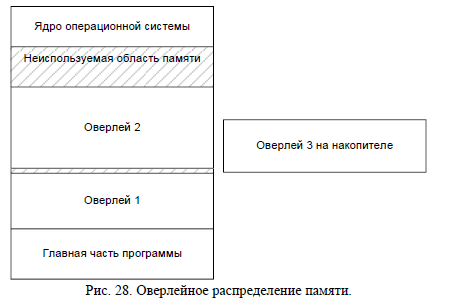 Ядро операционной системы
Неиспользуемая область памяти
Оверлей 2
Оверлей 3 на накопителе
Оверлей 1
Главная часть программы
Рис. 28. Оверлейное распределение памяти.